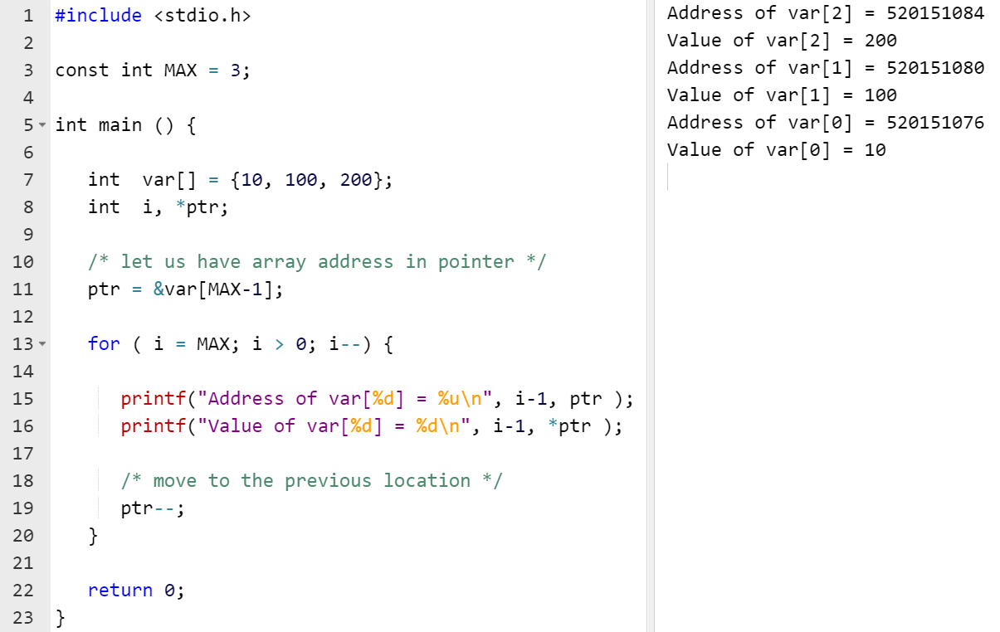 1 #include <stdio.h>
2
3 const int MAX = 3;
4
5 int main () {
6
7    int  var[] = {10, 100, 200};
8    int  i, *ptr;
9
10    /* let us have array address in pointer */
11    ptr = &var[MAX-1];
12
13    for ( i = MAX; i > 0; i--) {
14
15       printf("Address of var[%d] = %u\n", i-1, ptr );
16       printf("Value of var[%d] = %d\n", i-1, *ptr );
17
18       /* move to the previous location */
19       ptr--;
20    }
21
22    return 0;
23 }
Address of var[2] = 520151084
Value of var[2] = 200
Address of var[1] = 520151080
Value of var[1] = 100
Address of var[0] = 520151076
Value of var[0] = 10